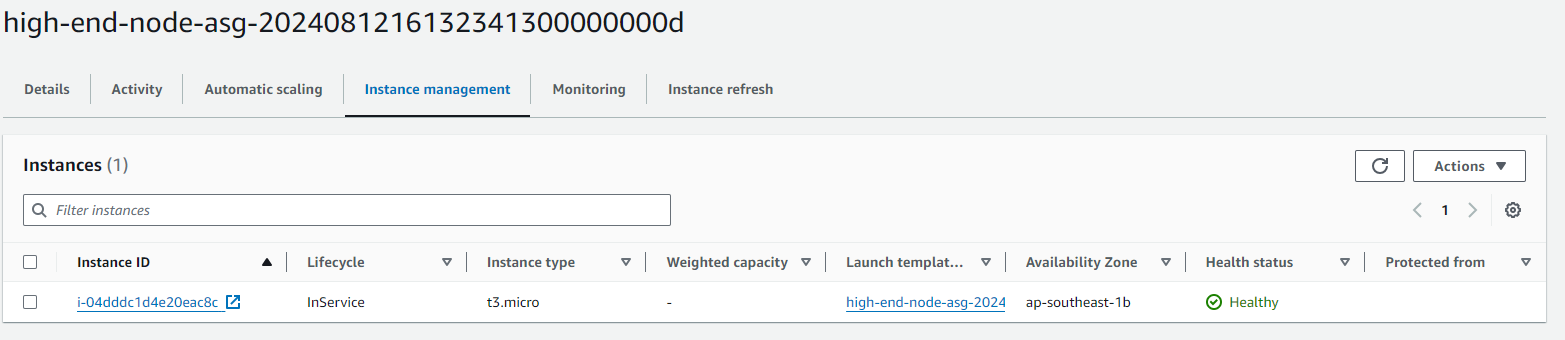 high-end-node-asg-2024081216132341300000000d
Details Activity Automatic scaling Instance management Monitoring Instance refresh
Instances (1)
Actions
Filter instances
1
Instance ID Lifecycle Instance type Weighted capacity Launch templat... Availability Zone Health status Protected from
i-04dddc1d4e20eac8c InService t3.micro - high-end-node-asg-2024 ap-southeast-1b Healthy